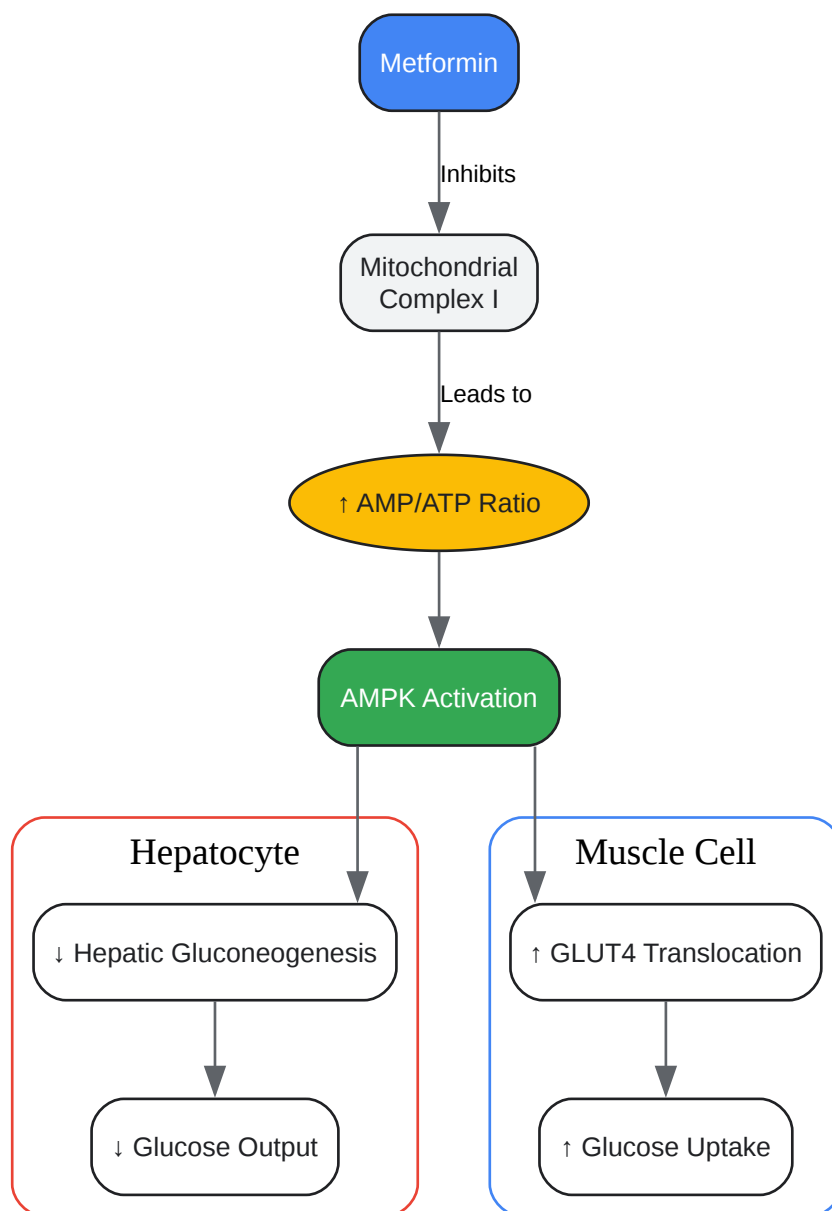 Metformin
Inhibits
Mitochondrial
Complex I
Leads to
↑ AMP/ATP Ratio
AMPK Activation
Hepatocyte
Muscle Cell
↓ Hepatic Gluconeogenesis
↑ GLUT4 Translocation
↓ Glucose Output
↑ Glucose Uptake